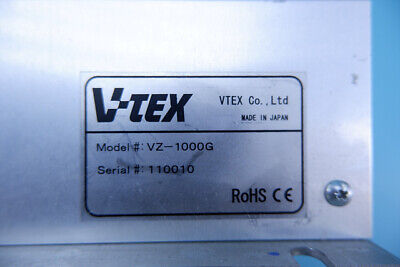 V-TEX
VTEX Co.,Ltd
MADE IN JAPAN
Model #: VZ-1000G
Serial #: 110010
RoHS CE